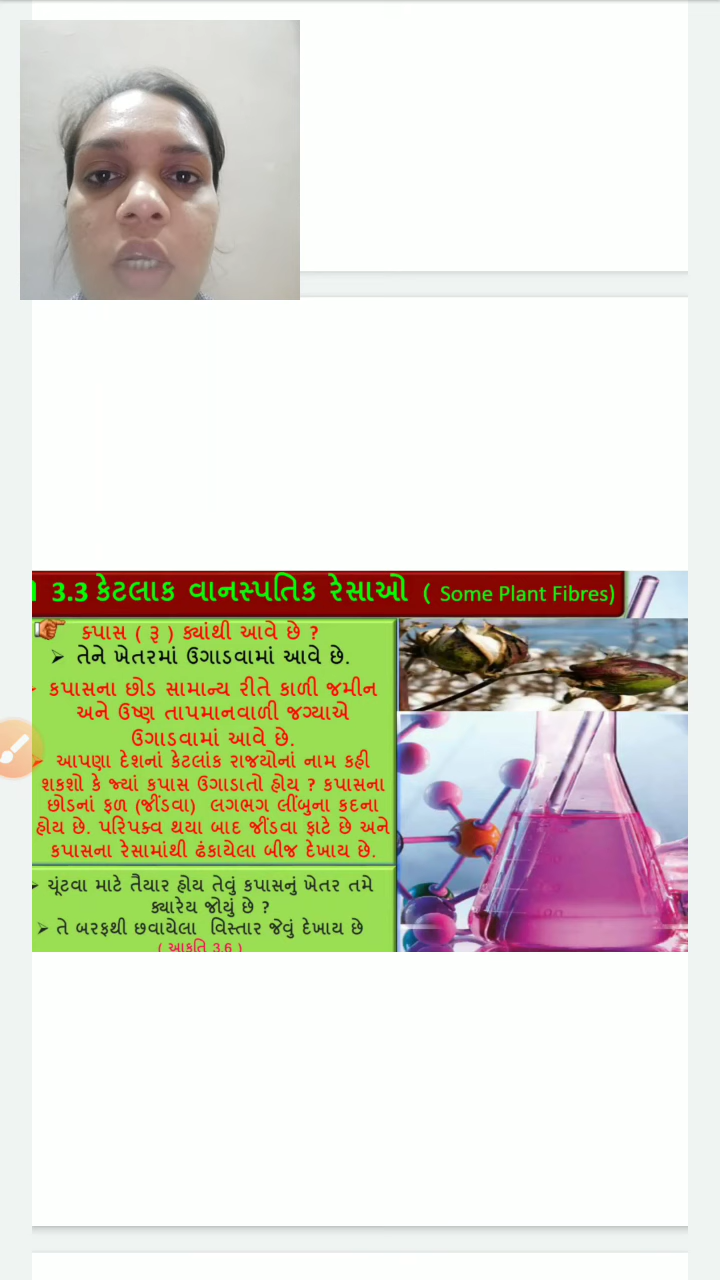 3.3 કેટલાક વાનસ્પતિક રેસાઓ ( Some Plant Fibres)
ક્પાસ ( રૂ ) ક્યાંથી આવે છે ?
➢ તેને ખેતરમાં ઉગાડવામાં આવે છે.
કપાસના છોડ સામાન્ય રીતે કાળી જમીન
અને ઉષ્ણ તાપમાનવાળી જગ્યાએ
ઉગાડવામાં આવે છે.
આપણા દેશનાં કેટલાંક રાજયોનાં નામ કહી
શકશો કે જ્યાં કપાસ ઉગાડાતો હોય ? કપાસના
છોડનાં ફળ (જીંડવા) લગભગ લીંબુના કદના
હોય છે. પરિપક્વ થયા બાદ જીંડવા ફાટે છે અને
કપાસના રેસામાંથી ઢંકાયેલા બીજ દેખાય છે.
➢ ચૂંટવા માટે તૈયાર હોય તેવું કપાસનું ખેતર તમે
ક્યારેય જોયું છે ?
➢ તે બરફથી છવાયેલા વિસ્તાર જેવું દેખાય છે
( આકૃતિ 3.6 )